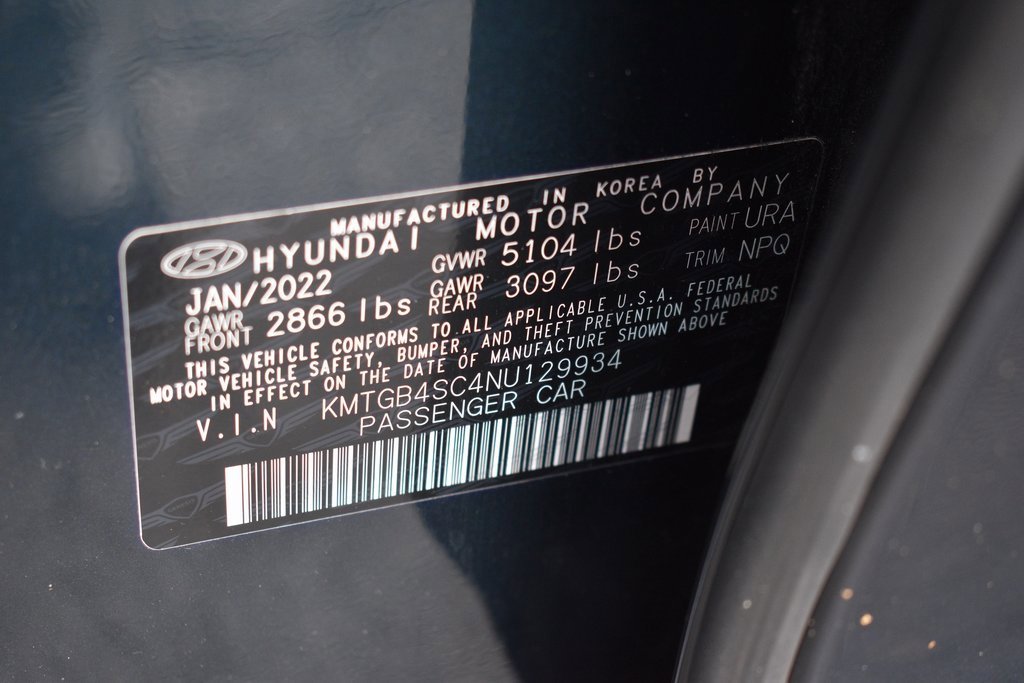 MANUFACTURED IN KOREA BY
HYUNDAI MOTOR COMPANY
JAN/2022 GVWR 5104 lbs PAINT URA
GAWR FRONT 2866 lbs GAWR REAR 3097 lbs TRIM NPQ
THIS VEHICLE CONFORMS TO ALL APPLICABLE U.S.A. FEDERAL
MOTOR VEHICLE SAFETY, BUMPER, AND THEFT PREVENTION STANDARDS
IN EFFECT ON THE DATE OF MANUFACTURE SHOWN ABOVE
V.I.N KMTGB4SC4NU129934
PASSENGER CAR